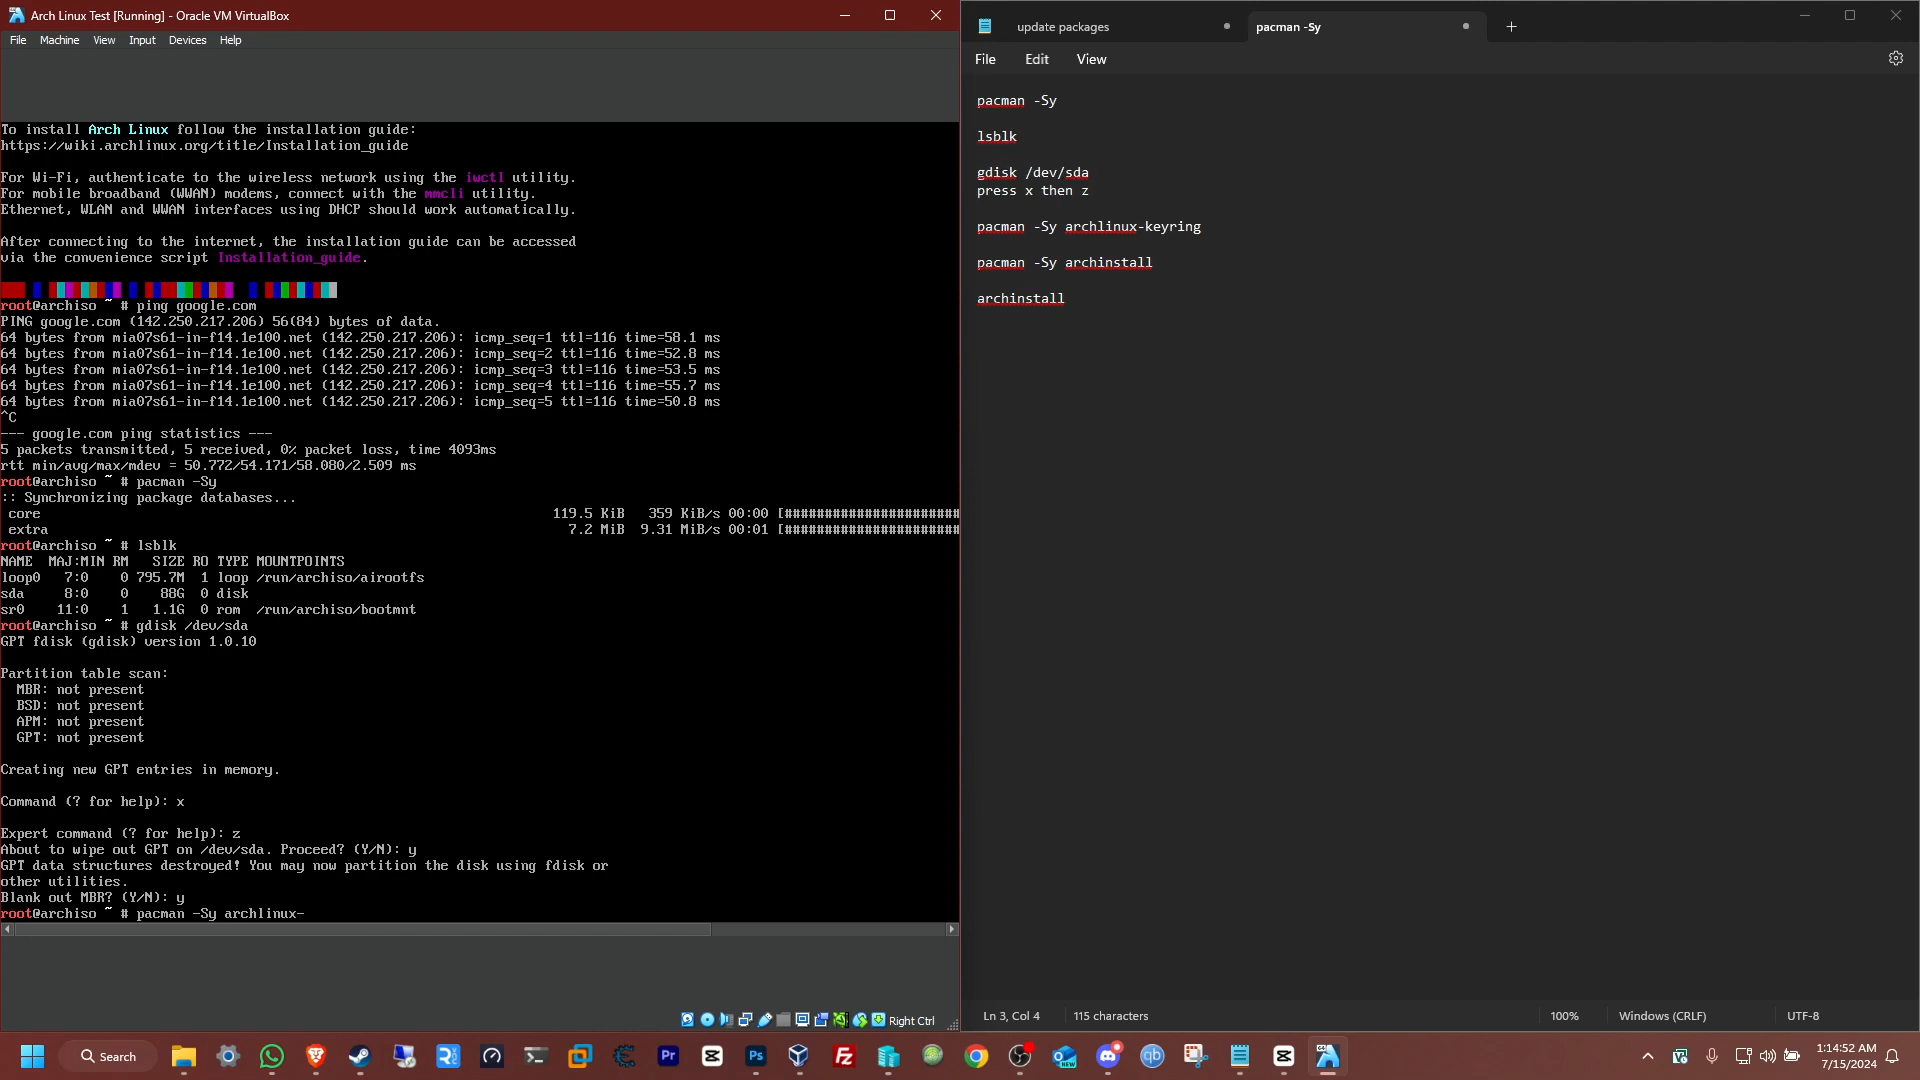 Arch Linux Test [Running] - Oracle VM VirtualBox
File Machine View Input Devices Help
To install Arch Linux follow the installation guide:
https://wiki.archlinux.org/title/Installation_guide
For Wi-Fi, authenticate to the wireless network using the iwctl utility.
For mobile broadband (WWAN) modems, connect with the mmcli utility.
Ethernet, WLAN and WWAN interfaces using DHCP should work automatically.
After connecting to the internet, the installation guide can be accessed
via the convenience script Installation_guide.
root@archiso ~ # ping google.com
PING google.com (142.250.217.206) 56(84) bytes of data.
64 bytes from mia07s61-in-f14.1e100.net (142.250.217.206): icmp_seq=1 ttl=116 time=58.1 ms
64 bytes from mia07s61-in-f14.1e100.net (142.250.217.206): icmp_seq=2 ttl=116 time=52.8 ms
64 bytes from mia07s61-in-f14.1e100.net (142.250.217.206): icmp_seq=3 ttl=116 time=53.5 ms
64 bytes from mia07s61-in-f14.1e100.net (142.250.217.206): icmp_seq=4 ttl=116 time=55.7 ms
64 bytes from mia07s61-in-f14.1e100.net (142.250.217.206): icmp_seq=5 ttl=116 time=50.8 ms
^C
--- google.com ping statistics ---
5 packets transmitted, 5 received, 0% packet loss, time 4093ms
rtt min/avg/max/mdev = 50.772/54.171/58.080/2.509 ms
root@archiso ~ # pacman -Sy
:: Synchronizing package databases...
core 119.5 KiB 359 KiB/s 00:00 [######################
extra 7.2 MiB 9.31 MiB/s 00:01 [######################
root@archiso ~ # lsblk
NAME MAJ:MIN RM SIZE RO TYPE MOUNTPOINTS
loop0 7:0 0 795.7M 1 loop /run/archiso/airootfs
sda 8:0 0 88G 0 disk
sr0 11:0 1 1.1G 0 rom /run/archiso/bootmnt
root@archiso ~ # gdisk /dev/sda
GPT fdisk (gdisk) version 1.0.10
Partition table scan:
MBR: not present
BSD: not present
APM: not present
GPT: not present
Creating new GPT entries in memory.
Command (? for help): x
Expert command (? for help): z
About to wipe out GPT on /dev/sda. Proceed? (Y/N): y
GPT data structures destroyed! You may now partition the disk using fdisk or
other utilities.
Blank out MBR? (Y/N): y
root@archiso ~ # pacman -Sy archlinux-
Right Ctrl
update packages
pacman -Sy
File Edit View
pacman -Sy
lsblk
gdisk /dev/sda
press x then z
pacman -Sy archlinux-keyring
pacman -Sy archinstall
archinstall
Ln 3, Col 4 115 characters 100% Windows (CRLF) UTF-8
Search
Pr
Ps
Fz
qb
NEW
1:14:52 AM
7/15/2024